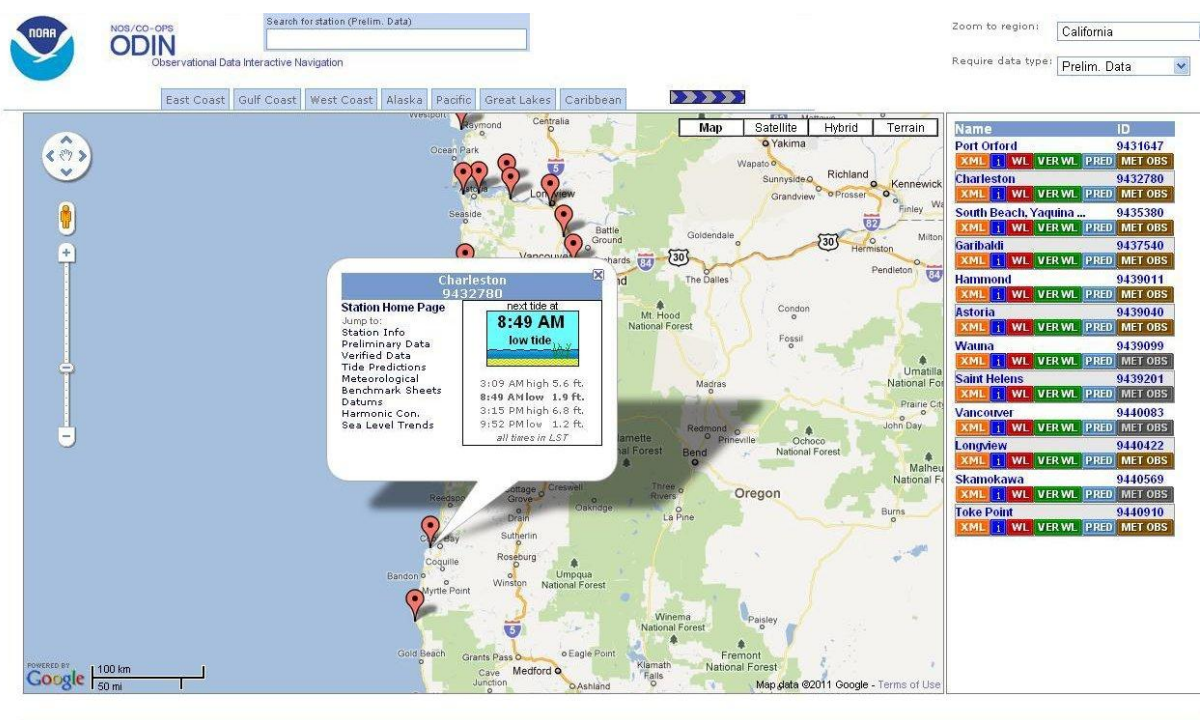 NOAA
NOS/CO-OPS
ODIN
Observational Data Interactive Navigation
Search for station (Prelim. Data)
Zoom to region: California
Require data type: Prelim. Data
East Coast Gulf Coast West Coast Alaska Pacific Great Lakes Caribbean
Map Satellite Hybrid Terrain
Westport
Raymond
Centralia
Yakima
Ocean Park
Wapato
Sunnyside
Richland
Kennewick
Grandview
Prosser
Finley
Longview
Seaside
Battle
Ground
Goldendale
82
30
Hermiston
Milton
Vancouver
84
30
The Dalles
Pendleton
84
Charleston
9432780
Station Home Page
Jump to:
Station Info
Preliminary Data
Verified Data
Tide Predictions
Meteorological
Benchmark Sheets
Datums
Harmonic Con.
Sea Level Trends
next tide at
8:49 AM
low tide
3:09 AM high 5.6 ft.
8:49 AM low 1.9 ft.
3:15 PM high 6.8 ft.
9:52 PM low 1.2 ft.
all times in LST
Mt. Hood
National Forest
Condon
Fossil
Umatilla
National For
Madras
Prairie City
Redmond
Prineville
Ochoco
National Forest
John Day
Bend
Malheu
National Fo
Cottage
Grove
Creswell
Three
Rivers
Oregon
Reedspo
Drain
Oakridge
La Pine
Burns
Sutherlin
Coquille
Roseburg
Bandon
Umpqua
National Forest
Winston
Myrtle Point
Winema
National Forest
Paisley
5
Gold Beach
Grants Pass
Eagle Point
Fremont
National Forest
Cave
Junction
Medford
Klamath
Falls
Ashland
POWERED BY
Google
100 km
50 mi
Map data ©2011 Google - Terms of Use
Name ID
Port Orford 9431647
XML i WL VER WL PRED MET OBS
Charleston 9432780
XML i WL VER WL PRED MET OBS
South Beach, Yaquina ... 9435380
XML i WL VER WL PRED MET OBS
Garibaldi 9437540
XML i WL VER WL PRED MET OBS
Hammond 9439011
XML i WL VER WL PRED MET OBS
Astoria 9439040
XML i WL VER WL PRED MET OBS
Wauna 9439099
XML i WL VER WL PRED MET OBS
Saint Helens 9439201
XML i WL VER WL PRED MET OBS
Vancouver 9440083
XML i WL VER WL PRED MET OBS
Longview 9440422
XML i WL VER WL PRED MET OBS
Skamokawa 9440569
XML i WL VER WL PRED MET OBS
Toke Point 9440910
XML i WL VER WL PRED MET OBS